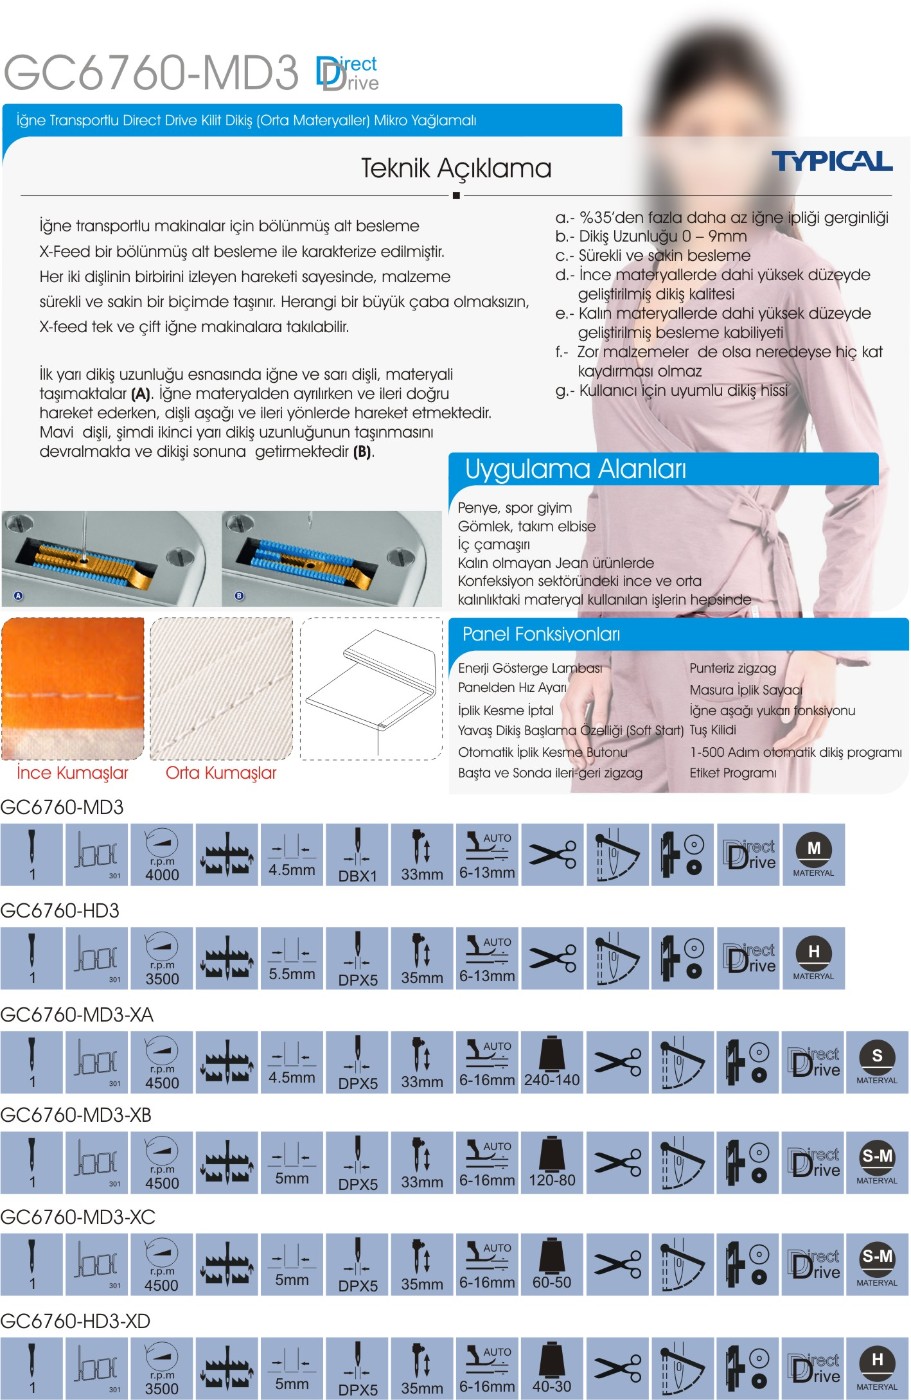 GC6760-MD3 Direct Drive
İğne Transportlu Direct Drive Kilit Dikiş (Orta Materyaller) Mikro Yağlamalı
Teknik Açıklama
TYPICAL
İğne transportlu makinalar için bölünmüş alt besleme
X-Feed bir bölünmüş alt besleme ile karakterize edilmiştir.
Her iki dişlinin birbirini izleyen hareketi sayesinde, malzeme
sürekli ve sakin bir biçimde taşınır. Herangi bir büyük çaba olmaksızın,
X-feed tek ve çift iğne makinalara takılabilir.
İlk yarı dikiş uzunluğu esnasında iğne ve sarı dişli, materyali
taşımaktalar (A). İğne materyalden ayrılırken ve ileri doğru
hareket ederken, dişli aşağı ve ileri yönlerde hareket etmektedir.
Mavi dişli, şimdi ikinci yarı dikiş uzunluğunun taşınmasını
devralmakta ve dikişi sonuna getirmektedir (B).
a.- %35'den fazla daha az iğne ipliği gerginliği
b.- Dikiş Uzunluğu 0 – 9mm
c.- Sürekli ve sakin besleme
d.- İnce materyallerde dahi yüksek düzeyde
geliştirilmiş dikiş kalitesi
e.- Kalın materyallerde dahi yüksek düzeyde
geliştirilmiş besleme kabiliyeti
f.- Zor malzemeler de olsa neredeyse hiç kat
kaydırması olmaz
g.- Kullanıcı için uyumlu dikiş hissi
Uygulama Alanları
Penye, spor giyim
Gömlek, takım elbise
İç çamaşırı
Kalın olmayan Jean ürünlerde
Konfeksiyon sektöründeki ince ve orta
kalınlıktaki materyal kullanılan işlerin hepsinde
A
B
Panel Fonksiyonları
Enerji Gösterge Lambası
Panelden Hız Ayarı
İplik Kesme İptal
Yavaş Dikiş Başlama Özelliği (Soft Start)
Otomatik İplik Kesme Butonu
Başta ve Sonda ileri-geri zigzag
Punteriz zigzag
Masura İplik Sayacı
İğne aşağı yukarı fonksiyonu
Tuş Kilidi
1-500 Adım otomatik dikiş programı
Etiket Programı
İnce Kumaşlar
Orta Kumaşlar
GC6760-MD3
1 301 r.p.m 4000 4.5mm DBX1 33mm AUTO 6-13mm Direct Drive M MATERYAL
GC6760-HD3
1 301 r.p.m 3500 5.5mm DPX5 35mm AUTO 6-13mm Direct Drive H MATERYAL
GC6760-MD3-XA
1 301 r.p.m 4500 4.5mm DPX5 33mm AUTO 6-16mm 240-140 Direct Drive S MATERYAL
GC6760-MD3-XB
1 301 r.p.m 4500 5mm DPX5 33mm AUTO 6-16mm 120-80 Direct Drive S-M MATERYAL
GC6760-MD3-XC
1 301 r.p.m 4500 5mm DPX5 35mm AUTO 6-16mm 60-50 Direct Drive S-M MATERYAL
GC6760-HD3-XD
1 301 r.p.m 3500 5mm DPX5 35mm AUTO 6-16mm 40-30 Direct Drive H MATERYAL